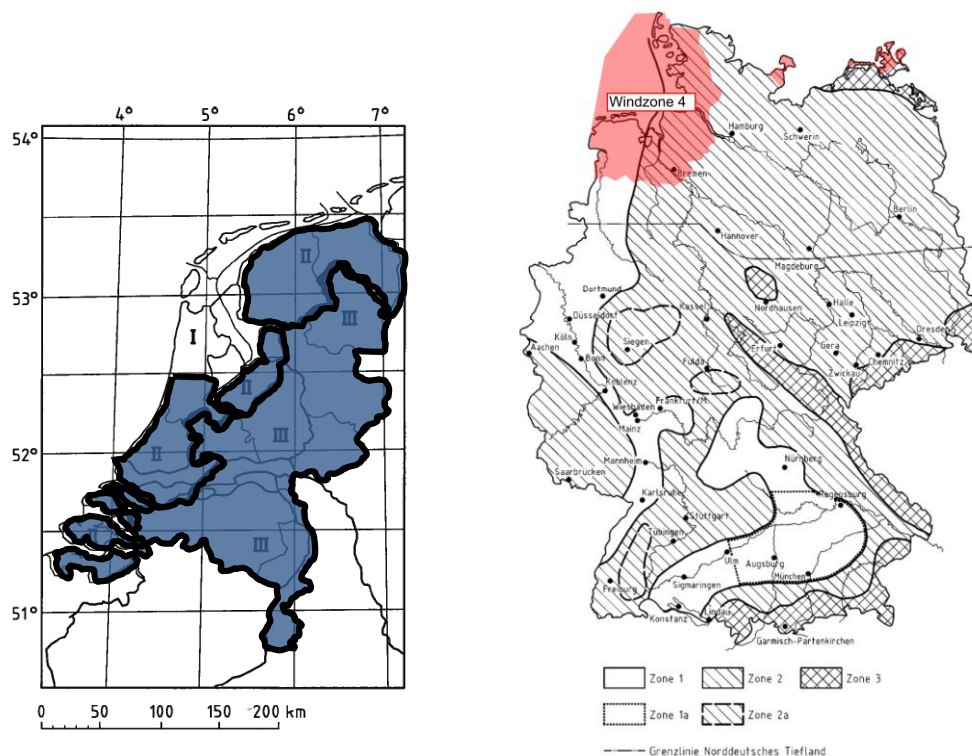 4° 5° 6° 7°
54°
53°
52°
51°
I
II
III
II
III
II
III
0 50 100 150 200 km
Windzone 4
Hamburg
Schwerin
Bremen
Berlin
Hannover
Magdeburg
Dortmund
Düsseldorf
Kassel
Nordhausen
Halle
Leipzig
Köln
Siegen
Erfurt
Gera
Dresden
Aachen
Bonn
Fulda
Zwickau
Chemnitz
Koblenz
Wiesbaden
Frankfurt/M.
Mainz
Mannheim
Nürnberg
Saarbrücken
Karlsruhe
Regensburg
Stuttgart
Tübingen
Ulm
Augsburg
München
Freiburg
Sigmaringen
Konstanz
Lindau
Garmisch-Partenkirchen
Zone 1
Zone 2
Zone 3
Zone 1a
Zone 2a
Grenzlinie Norddeutsches Tiefland